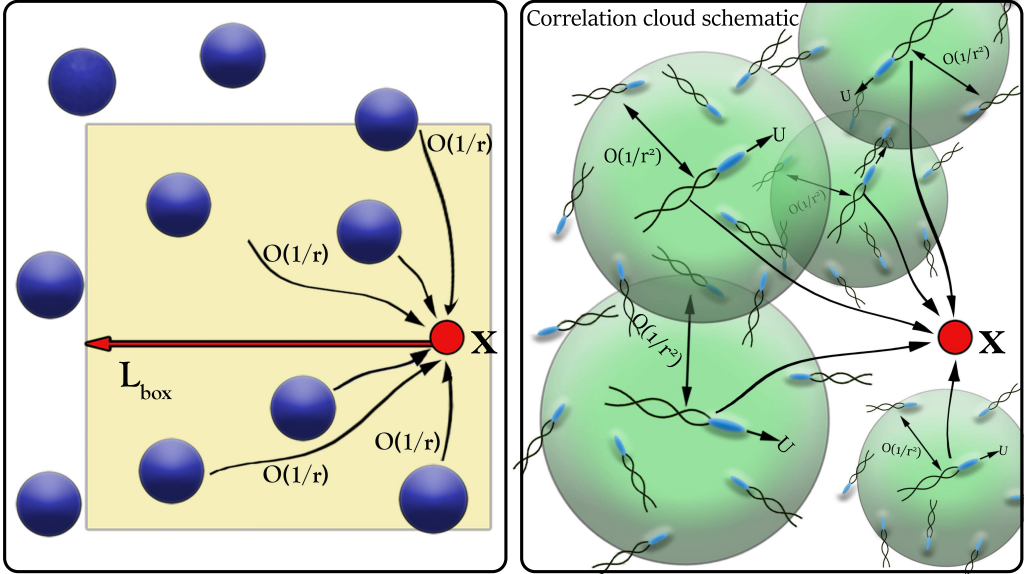 O(1/r)
O(1/r)
X
L_box
O(1/r)
O(1/r)
Correlation cloud schematic
O(1/r²)
U
U
O(1/r²)
O(1/r²)
O(1/r²)
X
U
O(1/r²)
U